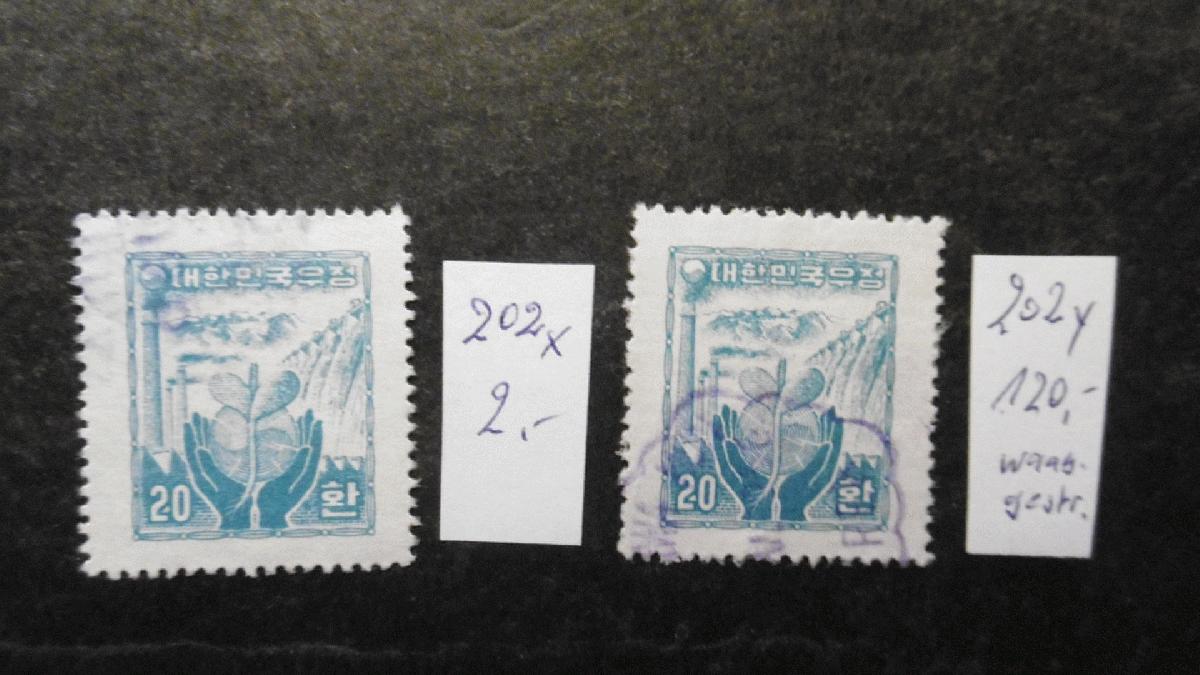 대한민국우정
20 환
202x
2,-
대한민국우정
20 환
202y
120,-
waag.
gestr.